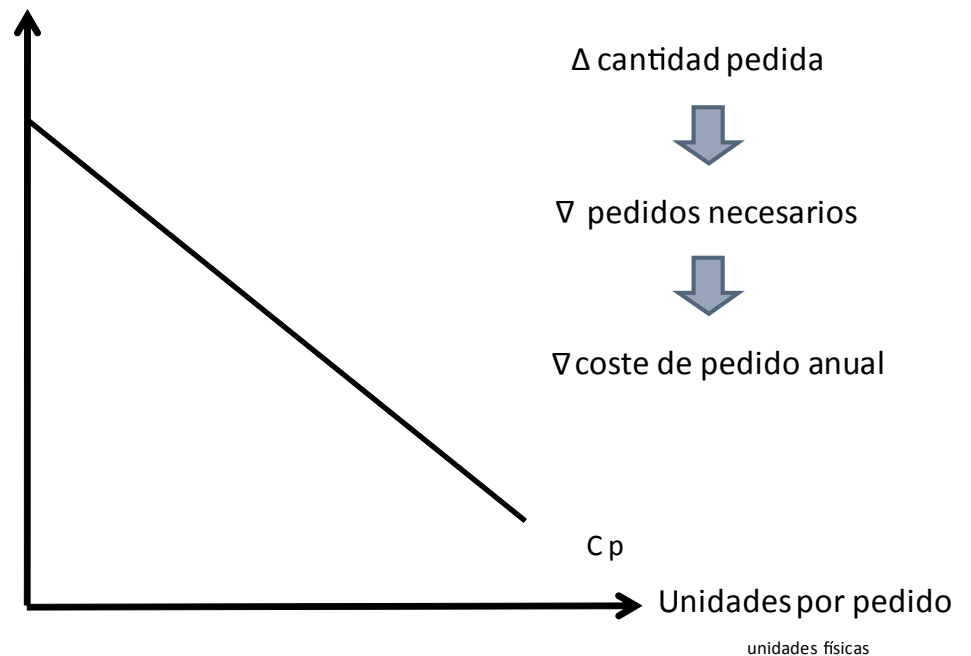 Δ cantidad pedida
∇ pedidos necesarios
∇ coste de pedido anual
C p
Unidades por pedido
unidades físicas